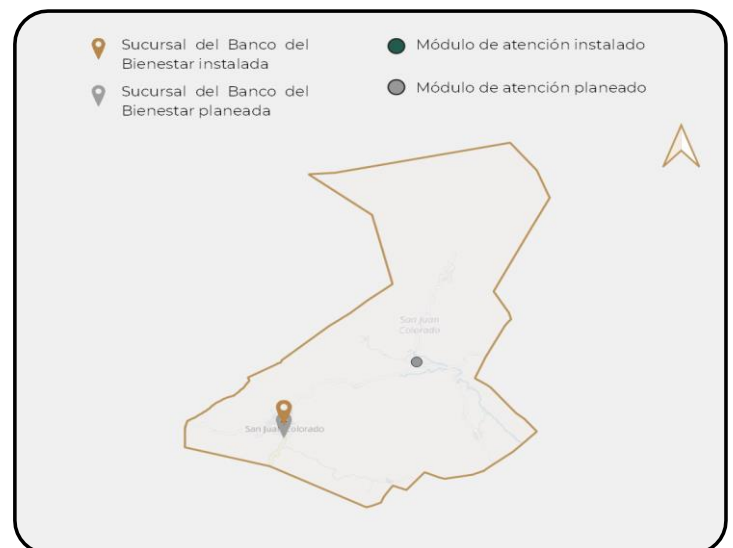 Sucursal del Banco del
Bienestar instalada
Sucursal del Banco del
Bienestar planeada
Módulo de atención instalado
Módulo de atención planeado
San Juan
Colorado
San Juan Colorado